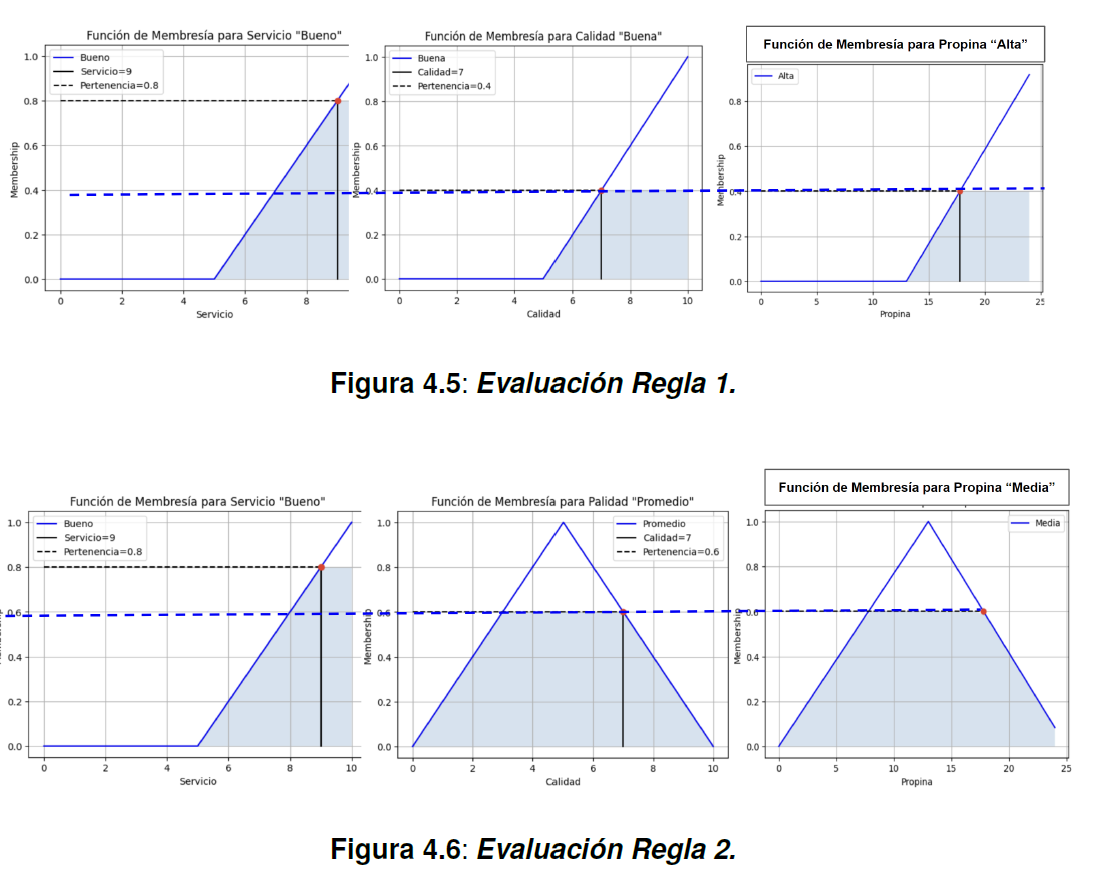 Función de Membresía para Servicio "Bueno"
Bueno
Servicio=9
Pertenencia=0.8
1.0
0.8
0.6
0.4
0.2
0.0
Membership
0 2 4 6 8
Servicio
Función de Membresía para Calidad "Buena"
Buena
Calidad=7
Pertenencia=0.4
1.0
0.8
0.6
0.4
0.2
0.0
Membership
0 2 4 6 8 10
Calidad
Función de Membresía para Propina “Alta”
Alta
0.8
0.6
0.4
0.2
0.0
Membership
0 5 10 15 20 25
Propina
Figura 4.5: Evaluación Regla 1.
Función de Membresía para Servicio "Bueno"
Bueno
Servicio=9
Pertenencia=0.8
1.0
0.8
0.6
0.4
0.2
0.0
0 2 4 6 8 10
Servicio
Función de Membresía para Palidad "Promedio"
Promedio
Calidad=7
Pertenencia=0.6
1.0
0.8
0.6
0.4
0.2
0.0
Membership
0 2 4 6 8 10
Calidad
Función de Membresía para Propina “Media”
Media
1.0
0.8
0.6
0.4
0.2
0.0
Membership
0 5 10 15 20 25
Propina
Figura 4.6: Evaluación Regla 2.